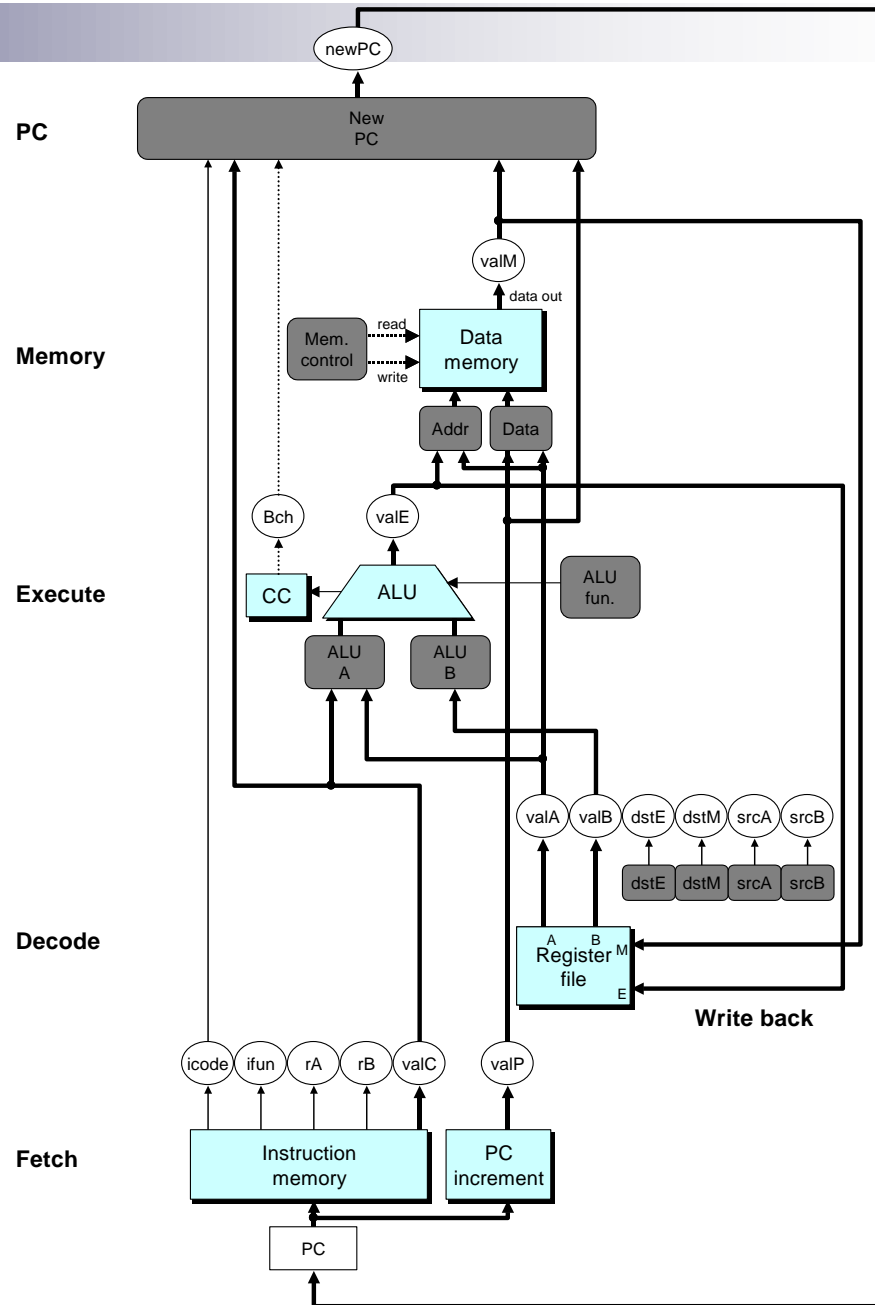 newPC
New
PC
PC
valM
data out
read
Mem.
control
Data
memory
Memory
write
Addr
Data
Bch
valE
CC
ALU
ALU
fun.
Execute
ALU
A
ALU
B
valA
valB
dstE
dstM
srcA
srcB
dstE
dstM
srcA
srcB
Decode
A
B
M
Register
file
E
Write back
icode
ifun
rA
rB
valC
valP
Fetch
Instruction
memory
PC
increment
PC